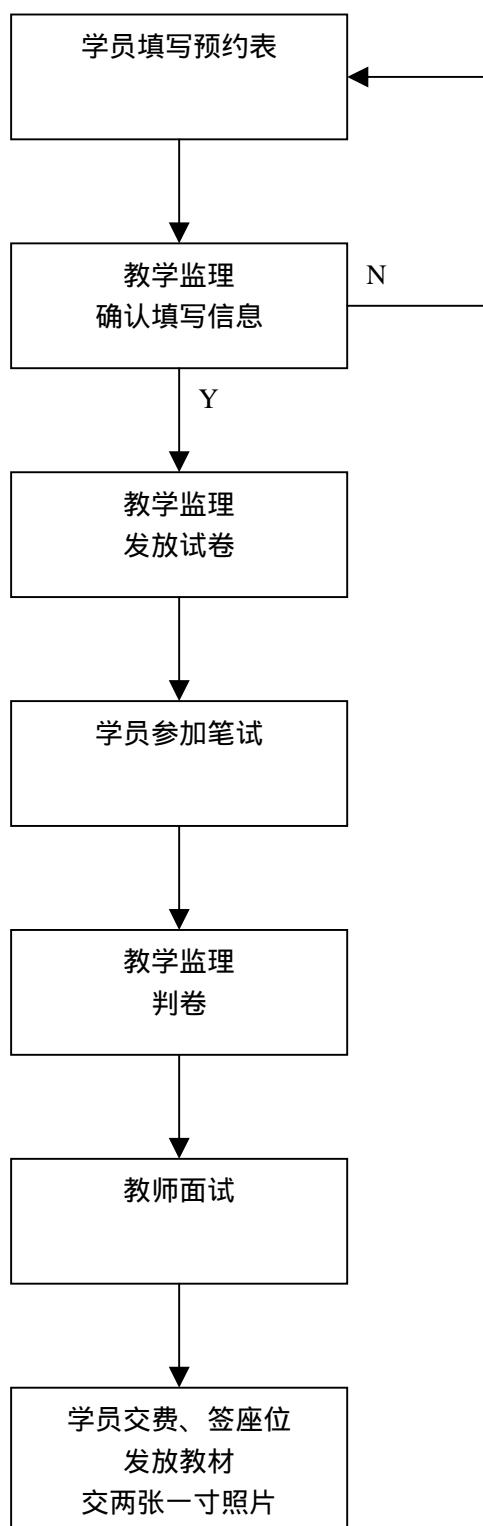 学员填写预约表
教学监理
确认填写信息
N
Y
教学监理
发放试卷
学员参加笔试
教学监理
判卷
教师面试
学员交费、签座位
发放教材
交两张一寸照片